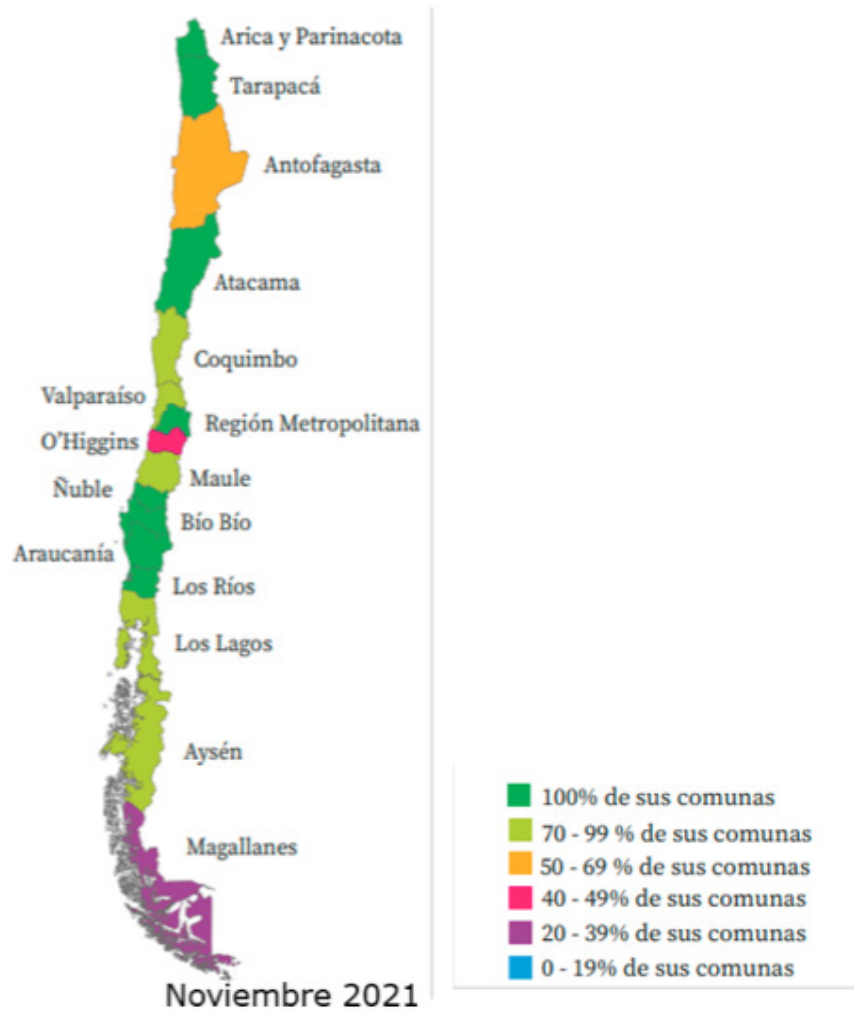 Arica y Parinacota
Tarapacá
Antofagasta
Atacama
Coquimbo
Valparaíso
Región Metropolitana
O'Higgins
Maule
Ñuble
Bío Bío
Araucanía
Los Ríos
Los Lagos
Aysén
Magallanes
Noviembre 2021
100% de sus comunas
70 - 99 % de sus comunas
50 - 69 % de sus comunas
40 - 49% de sus comunas
20 - 39% de sus comunas
0 - 19% de sus comunas